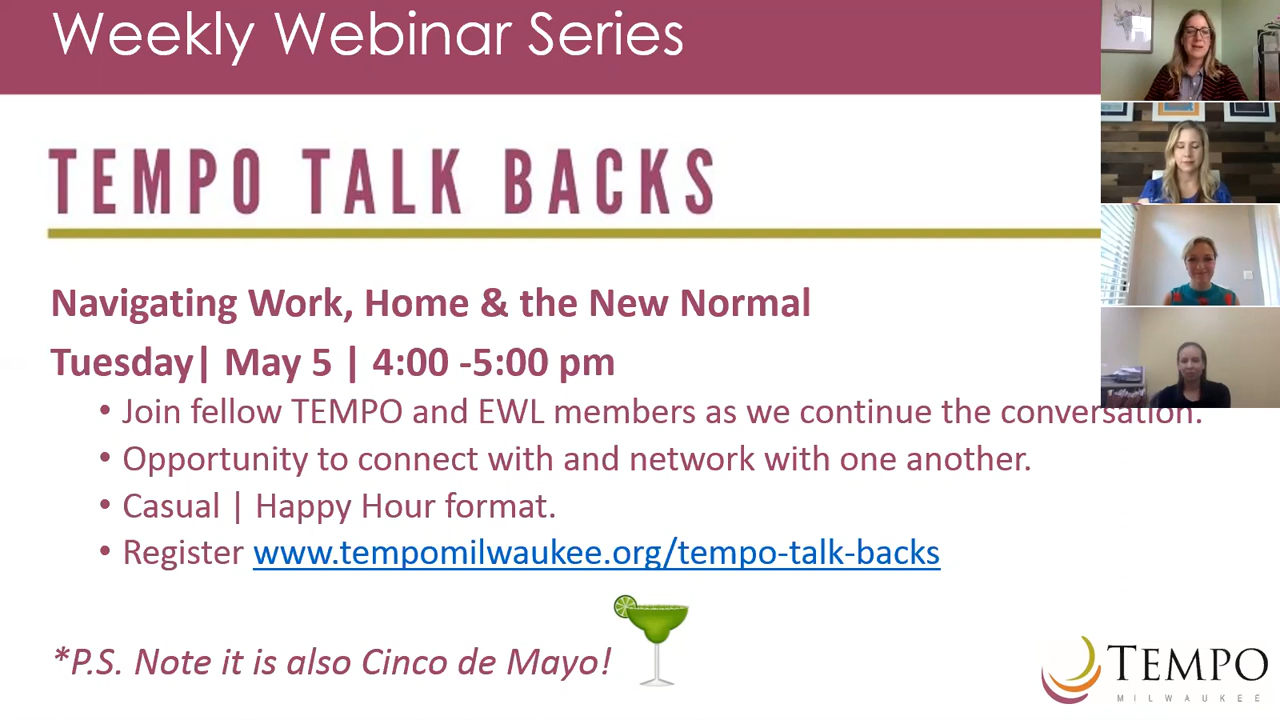 Weekly Webinar Series
TEMPO TALK BACKS
Navigating Work, Home & the New Normal
Tuesday| May 5 | 4:00 -5:00 pm
• Join fellow TEMPO and EWL members as we continue the conversation.
• Opportunity to connect with and network with one another.
• Casual | Happy Hour format.
• Register www.tempomilwaukee.org/tempo-talk-backs
*P.S. Note it is also Cinco de Mayo!
TEMPO
MILWAUKEE